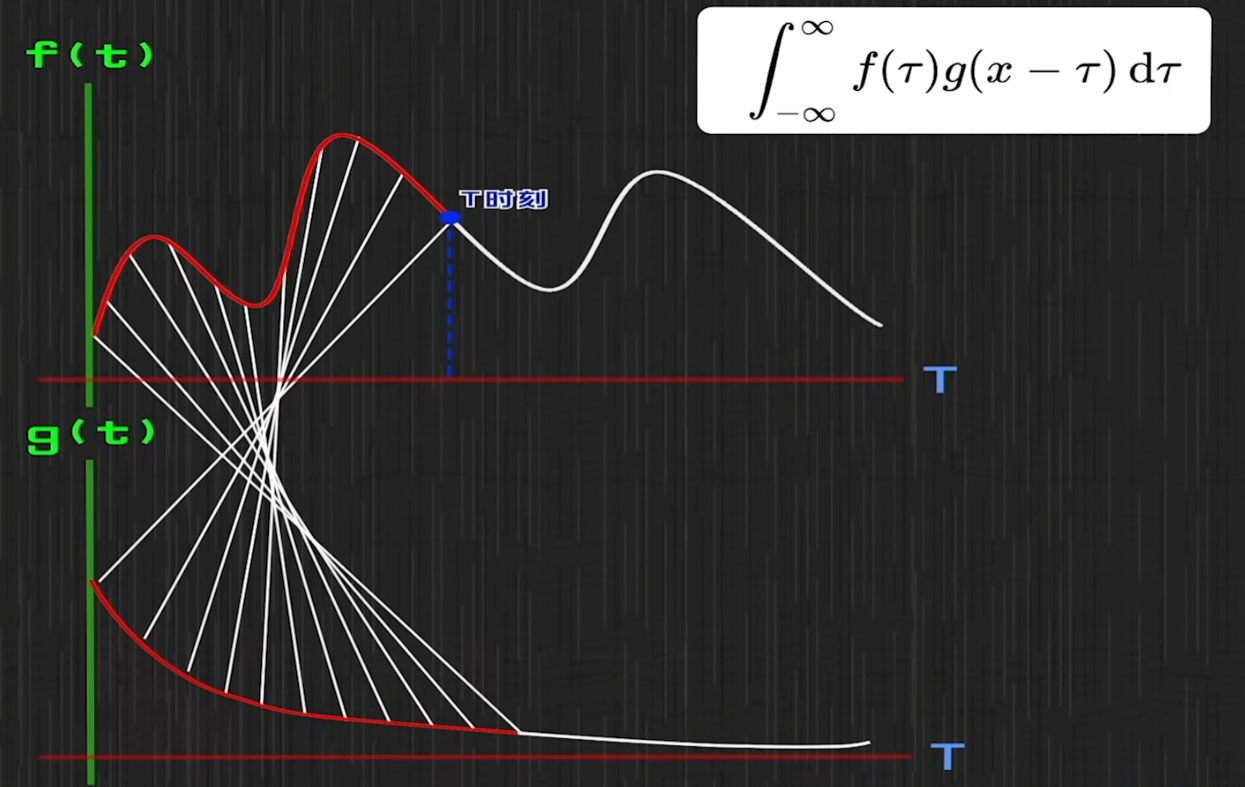 f(t)
∫_{-∞}^{∞} f(τ)g(x − τ) dτ
T时刻
T
g(t)
T